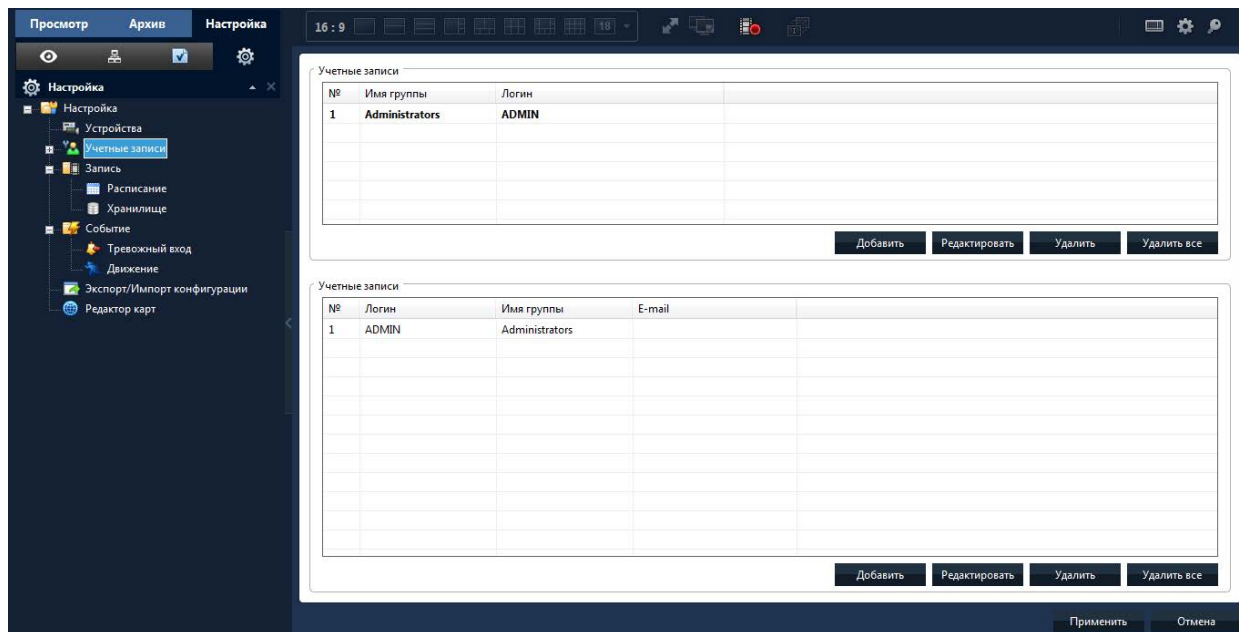 Просмотр Архив Настройка
16 : 9 18
Настройка
Настройка
Устройства
Учетные записи
Запись
Расписание
Хранилище
Событие
Тревожный вход
Движение
Экспорт/Импорт конфигурации
Редактор карт
Учетные записи
№ Имя группы Логин
1 Administrators ADMIN
Добавить Редактировать Удалить Удалить все
Учетные записи
№ Логин Имя группы E-mail
1 ADMIN Administrators
Добавить Редактировать Удалить Удалить все
Применить Отмена